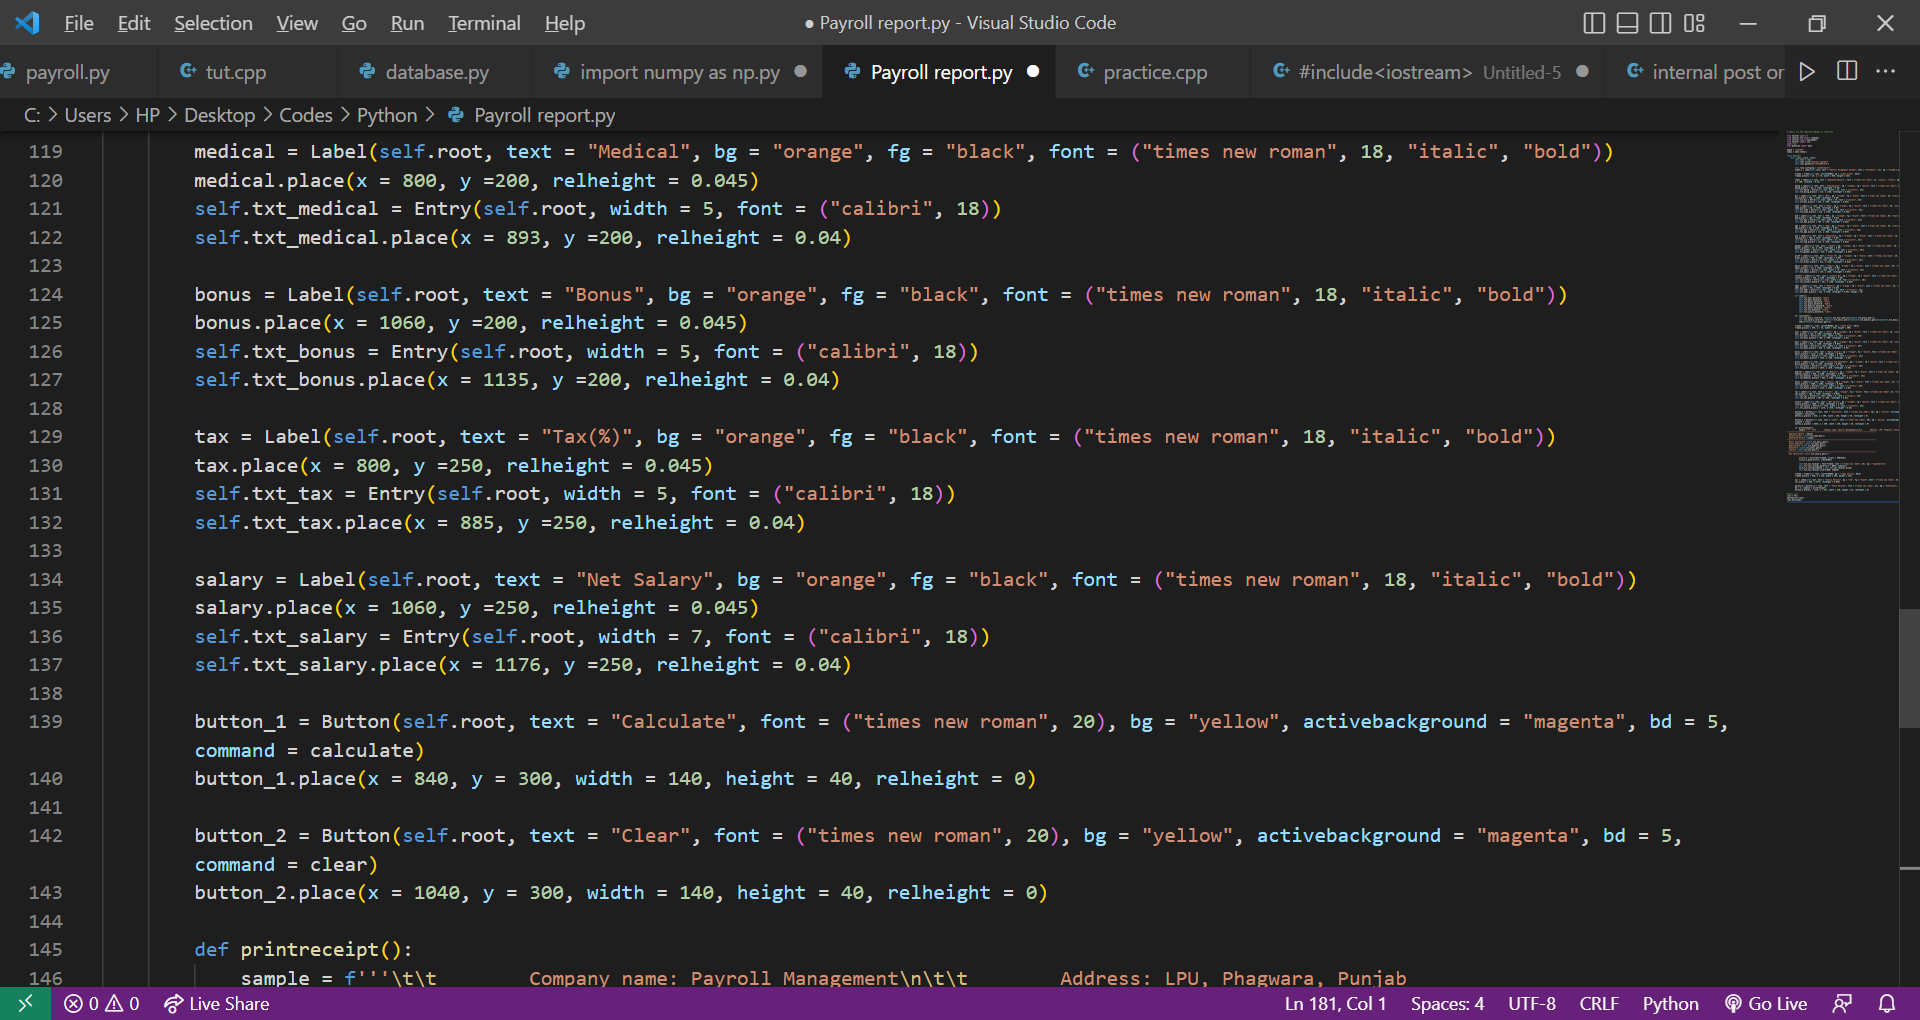 File Edit Selection View Go Run Terminal Help ● Payroll report.py - Visual Studio Code
payroll.py tut.cpp database.py import numpy as np.py Payroll report.py practice.cpp #include<iostream> Untitled-5 internal post or
C: > Users > HP > Desktop > Codes > Python > Payroll report.py
119 medical = Label(self.root, text = "Medical", bg = "orange", fg = "black", font = ("times new roman", 18, "italic", "bold"))
120 medical.place(x = 800, y =200, relheight = 0.045)
121 self.txt_medical = Entry(self.root, width = 5, font = ("calibri", 18))
122 self.txt_medical.place(x = 893, y =200, relheight = 0.04)
123
124 bonus = Label(self.root, text = "Bonus", bg = "orange", fg = "black", font = ("times new roman", 18, "italic", "bold"))
125 bonus.place(x = 1060, y =200, relheight = 0.045)
126 self.txt_bonus = Entry(self.root, width = 5, font = ("calibri", 18))
127 self.txt_bonus.place(x = 1135, y =200, relheight = 0.04)
128
129 tax = Label(self.root, text = "Tax(%)", bg = "orange", fg = "black", font = ("times new roman", 18, "italic", "bold"))
130 tax.place(x = 800, y =250, relheight = 0.045)
131 self.txt_tax = Entry(self.root, width = 5, font = ("calibri", 18))
132 self.txt_tax.place(x = 885, y =250, relheight = 0.04)
133
134 salary = Label(self.root, text = "Net Salary", bg = "orange", fg = "black", font = ("times new roman", 18, "italic", "bold"))
135 salary.place(x = 1060, y =250, relheight = 0.045)
136 self.txt_salary = Entry(self.root, width = 7, font = ("calibri", 18))
137 self.txt_salary.place(x = 1176, y =250, relheight = 0.04)
138
139 button_1 = Button(self.root, text = "Calculate", font = ("times new roman", 20), bg = "yellow", activebackground = "magenta", bd = 5,
command = calculate)
140 button_1.place(x = 840, y = 300, width = 140, height = 40, relheight = 0)
141
142 button_2 = Button(self.root, text = "Clear", font = ("times new roman", 20), bg = "yellow", activebackground = "magenta", bd = 5,
command = clear)
143 button_2.place(x = 1040, y = 300, width = 140, height = 40, relheight = 0)
144
145 def printreceipt():
146 sample = f'''\t\t Company name: Payroll Management\n\t\t Address: LPU, Phagwara, Punjab
0 0 Live Share Ln 181, Col 1 Spaces: 4 UTF-8 CRLF Python Go Live